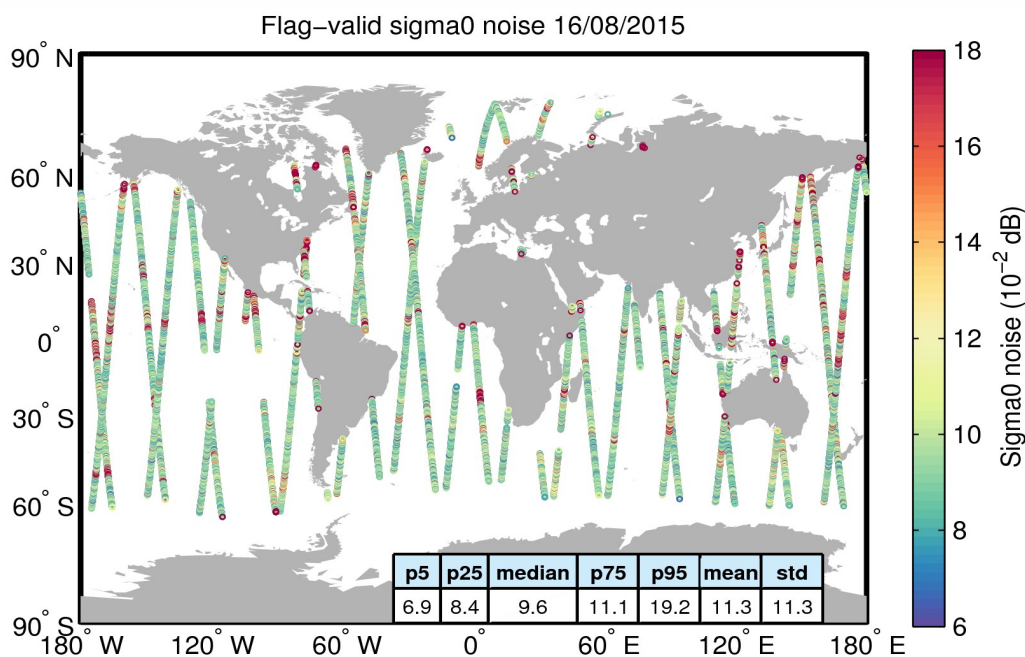 Flag−valid sigma0 noise 16/08/2015
90° N
60° N
30° N
0°
30° S
60° S
90° S
180° W
120° W
60° W
0°
60° E
120° E
180° E
p5 p25 median p75 p95 mean std
6.9 8.4 9.6 11.1 19.2 11.3 11.3
18
16
14
12
10
8
6
Sigma0 noise (10⁻² dB)